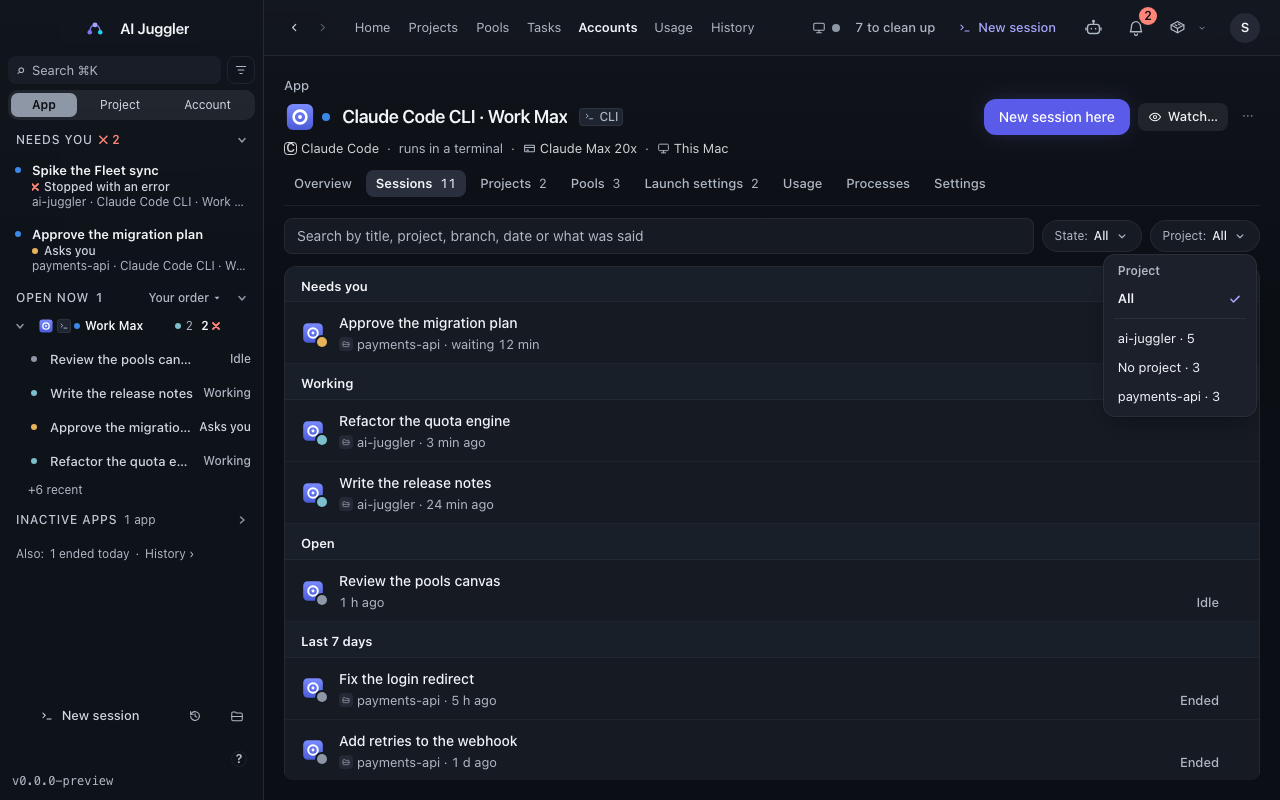 AI Juggler
Search ⌘K
App Project Account
NEEDS YOU 2
Spike the Fleet sync
Stopped with an error
ai-juggler · Claude Code CLI · Work ...
Approve the migration plan
Asks you
payments-api · Claude Code CLI · W...
OPEN NOW 1 Your order
Work Max 2 2
Review the pools can... Idle
Write the release notes Working
Approve the migratio... Asks you
Refactor the quota e... Working
+6 recent
INACTIVE APPS 1 app
Also: 1 ended today · History ›
New session
?
v0.0.0-preview
Home Projects Pools Tasks Accounts Usage History 7 to clean up New session 2 S
App
Claude Code CLI · Work Max CLI New session here Watch... ...
Claude Code · runs in a terminal · Claude Max 20x · This Mac
Overview Sessions 11 Projects 2 Pools 3 Launch settings 2 Usage Processes Settings
Search by title, project, branch, date or what was said State: All Project: All
Project
All
ai-juggler · 5
No project · 3
payments-api · 3
Needs you
Approve the migration plan
payments-api · waiting 12 min
Working
Refactor the quota engine
ai-juggler · 3 min ago
Write the release notes
ai-juggler · 24 min ago
Open
Review the pools canvas
1 h ago Idle
Last 7 days
Fix the login redirect
payments-api · 5 h ago Ended
Add retries to the webhook
payments-api · 1 d ago Ended